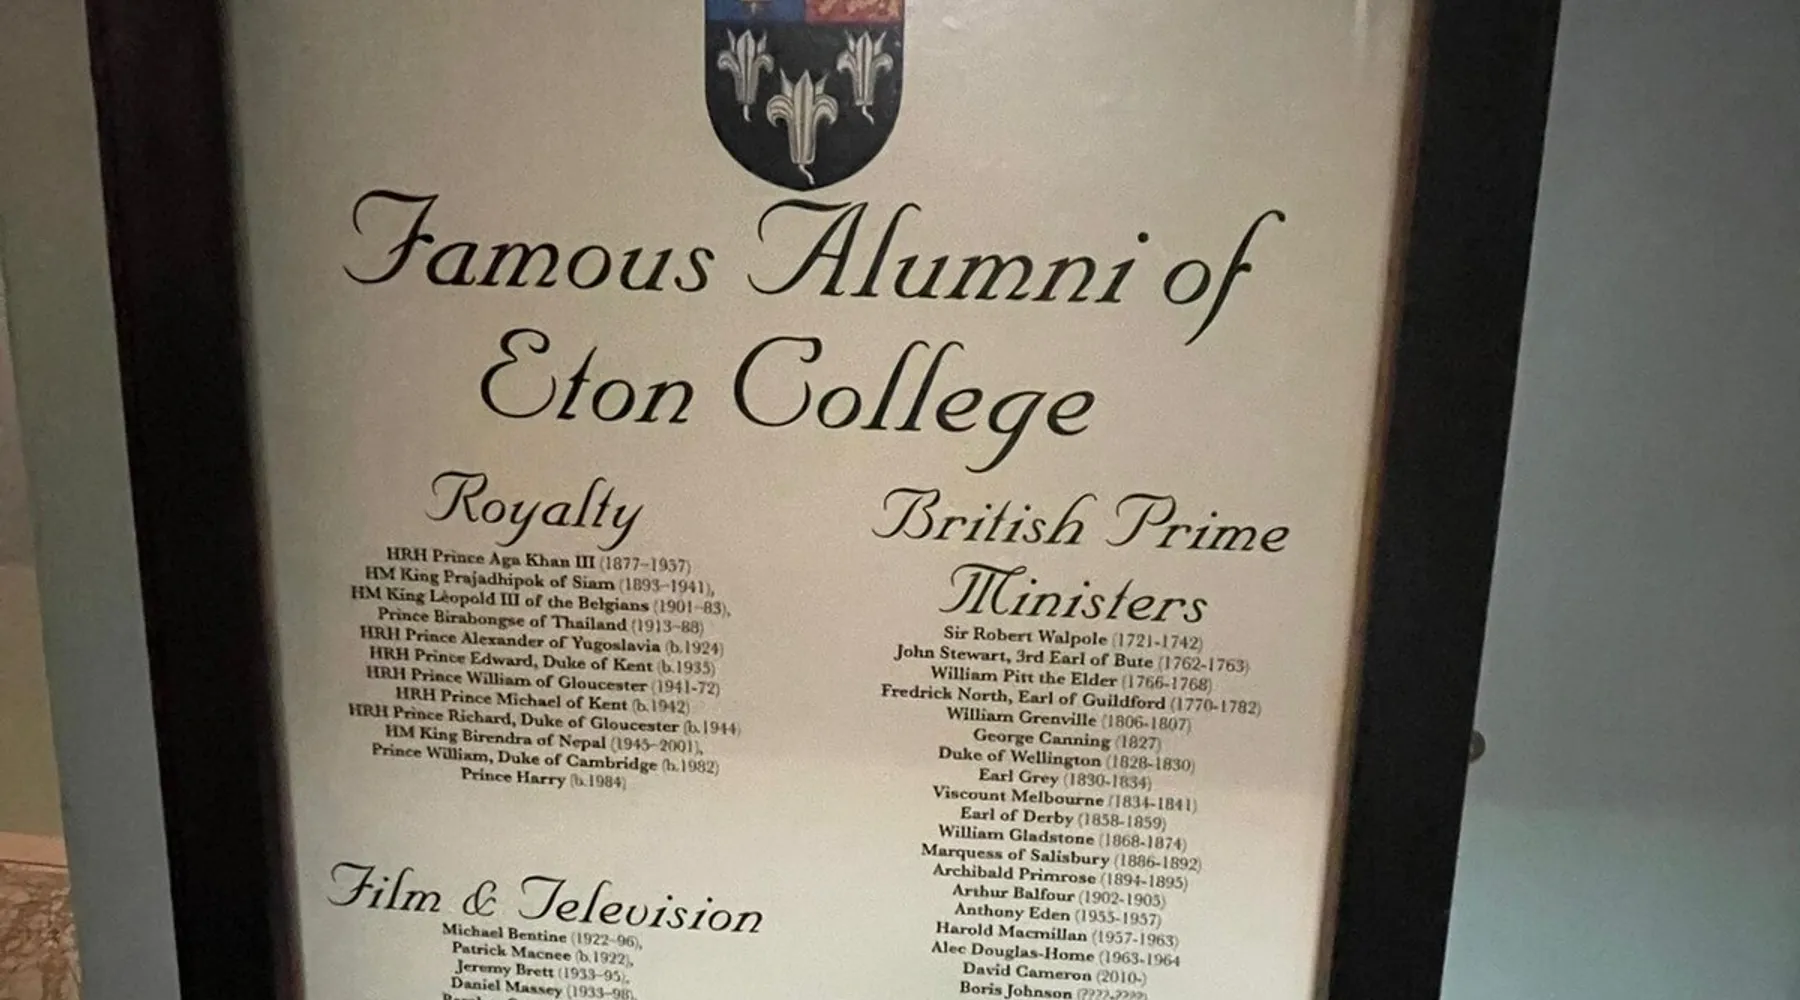 Famous Alumni of
Eton College
Royalty
HRH Prince Aga Khan III (1877–1957)
HM King Prajadhipok of Siam (1893–1941),
HM King Lèopold III of the Belgians (1901–83),
Prince Birabongse of Thailand (1913–88)
HRH Prince Alexander of Yugoslavia (b.1924)
HRH Prince Edward, Duke of Kent (b.1935)
HRH Prince William of Gloucester (1941-72)
HRH Prince Michael of Kent (b.1942)
HRH Prince Richard, Duke of Gloucester (b.1944)
HM King Birendra of Nepal (1945–2001),
Prince William, Duke of Cambridge (b.1982)
Prince Harry (b.1984)
Film & Television
Michael Bentine (1922–96),
Patrick Macnee (b.1922),
Jeremy Brett (1933–95),
Daniel Massey (1933–98),
British Prime
Ministers
Sir Robert Walpole (1721-1742)
John Stewart, 3rd Earl of Bute (1762-1763)
William Pitt the Elder (1766-1768)
Fredrick North, Earl of Guildford (1770-1782)
William Grenville (1806-1807)
George Canning (1827)
Duke of Wellington (1828-1830)
Earl Grey (1830-1834)
Viscount Melbourne (1834-1841)
Earl of Derby (1858-1859)
William Gladstone (1868-1874)
Marquess of Salisbury (1886-1892)
Archibald Primrose (1894-1895)
Arthur Balfour (1902-1905)
Anthony Eden (1955-1957)
Harold Macmillan (1957-1963)
Alec Douglas-Home (1963-1964
David Cameron (2010-)
Boris Johnson (????-????)